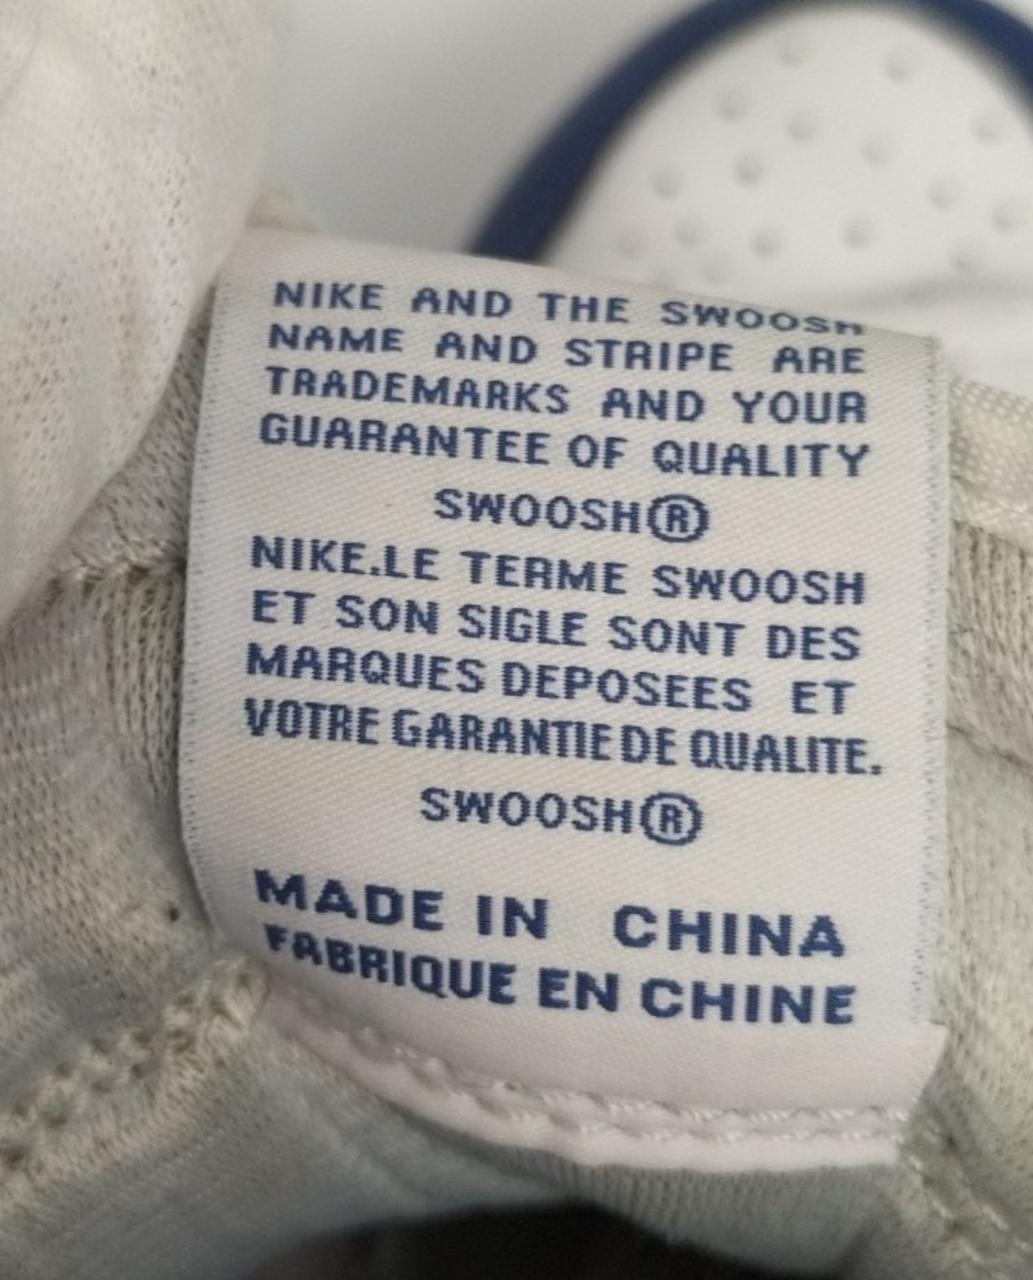 NIKE AND THE SWOOSH
NAME AND STRIPE ARE
TRADEMARKS AND YOUR
GUARANTEE OF QUALITY
SWOOSH®
NIKE.LE TERME SWOOSH
ET SON SIGLE SONT DES
MARQUES DEPOSEES ET
VOTRE GARANTIE DE QUALITE.
SWOOSH®
MADE IN CHINA
FABRIQUE EN CHINE